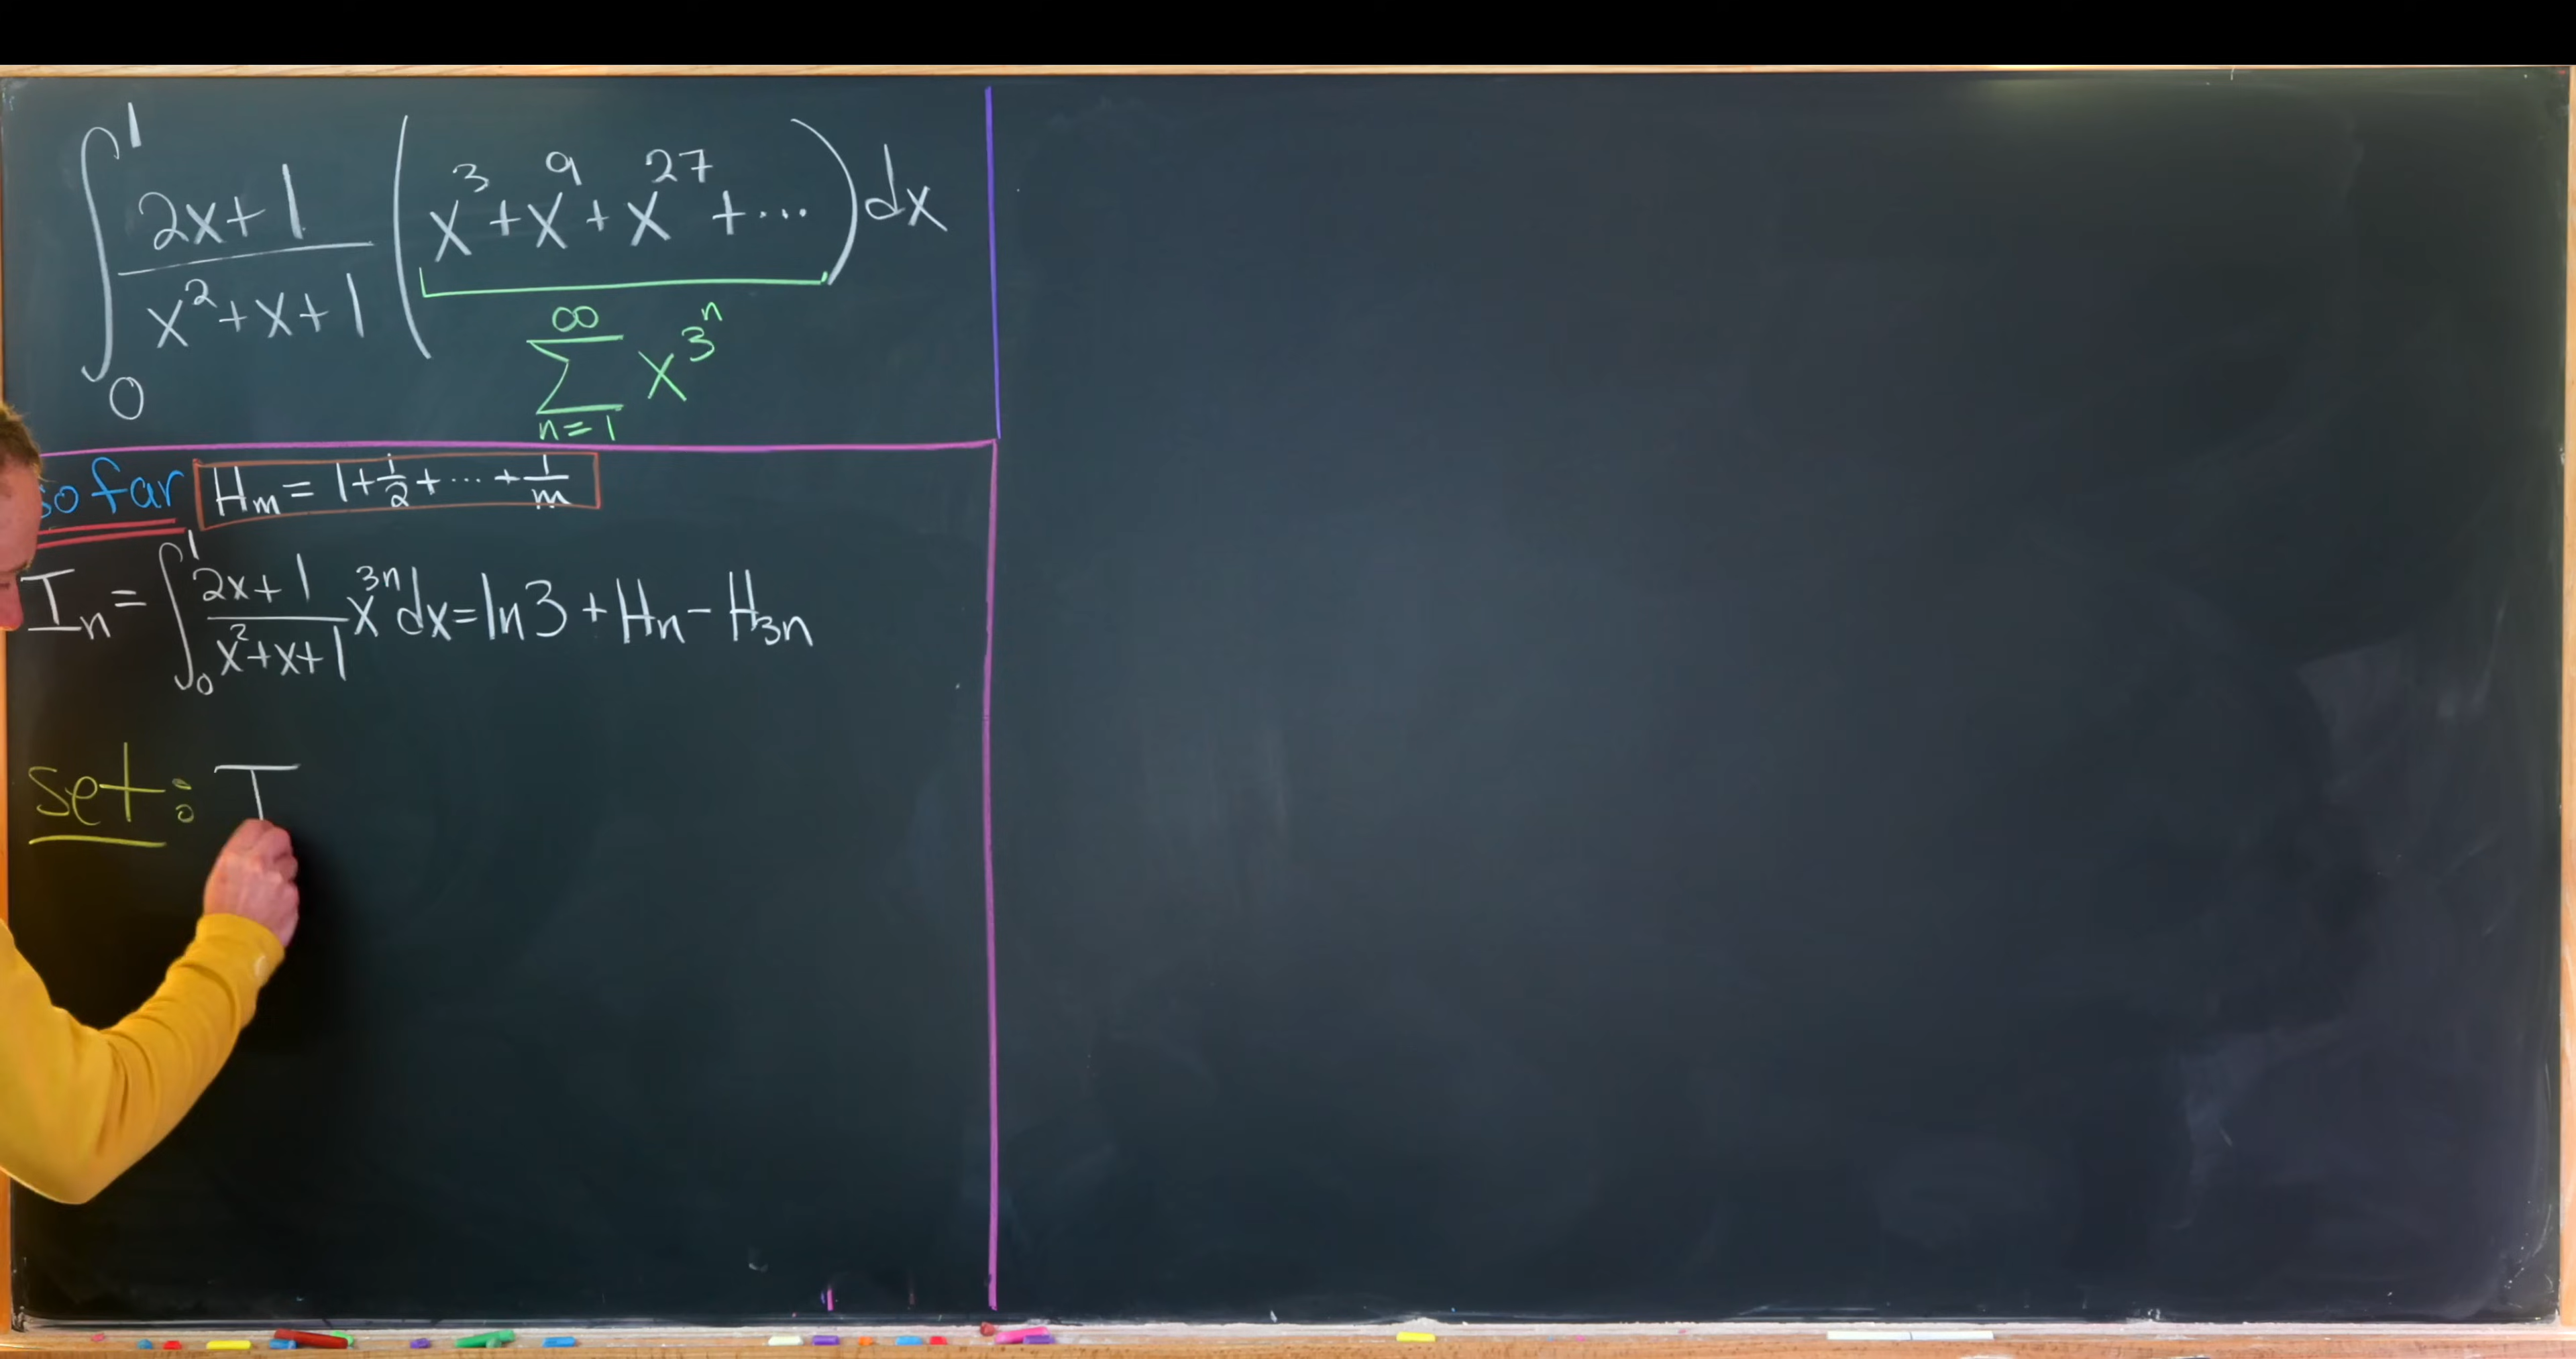 ∫₀¹ (2x+1)/(x²+x+1) (x³+x⁹+x²⁷+⋯)dx
∞
∑ x^3^n
n=1
so far Hm = 1+1/2+⋯+1/m
In = ∫₀¹ (2x+1)/(x²+x+1) x^3n dx = ln3 + Hn − H3n
set: I